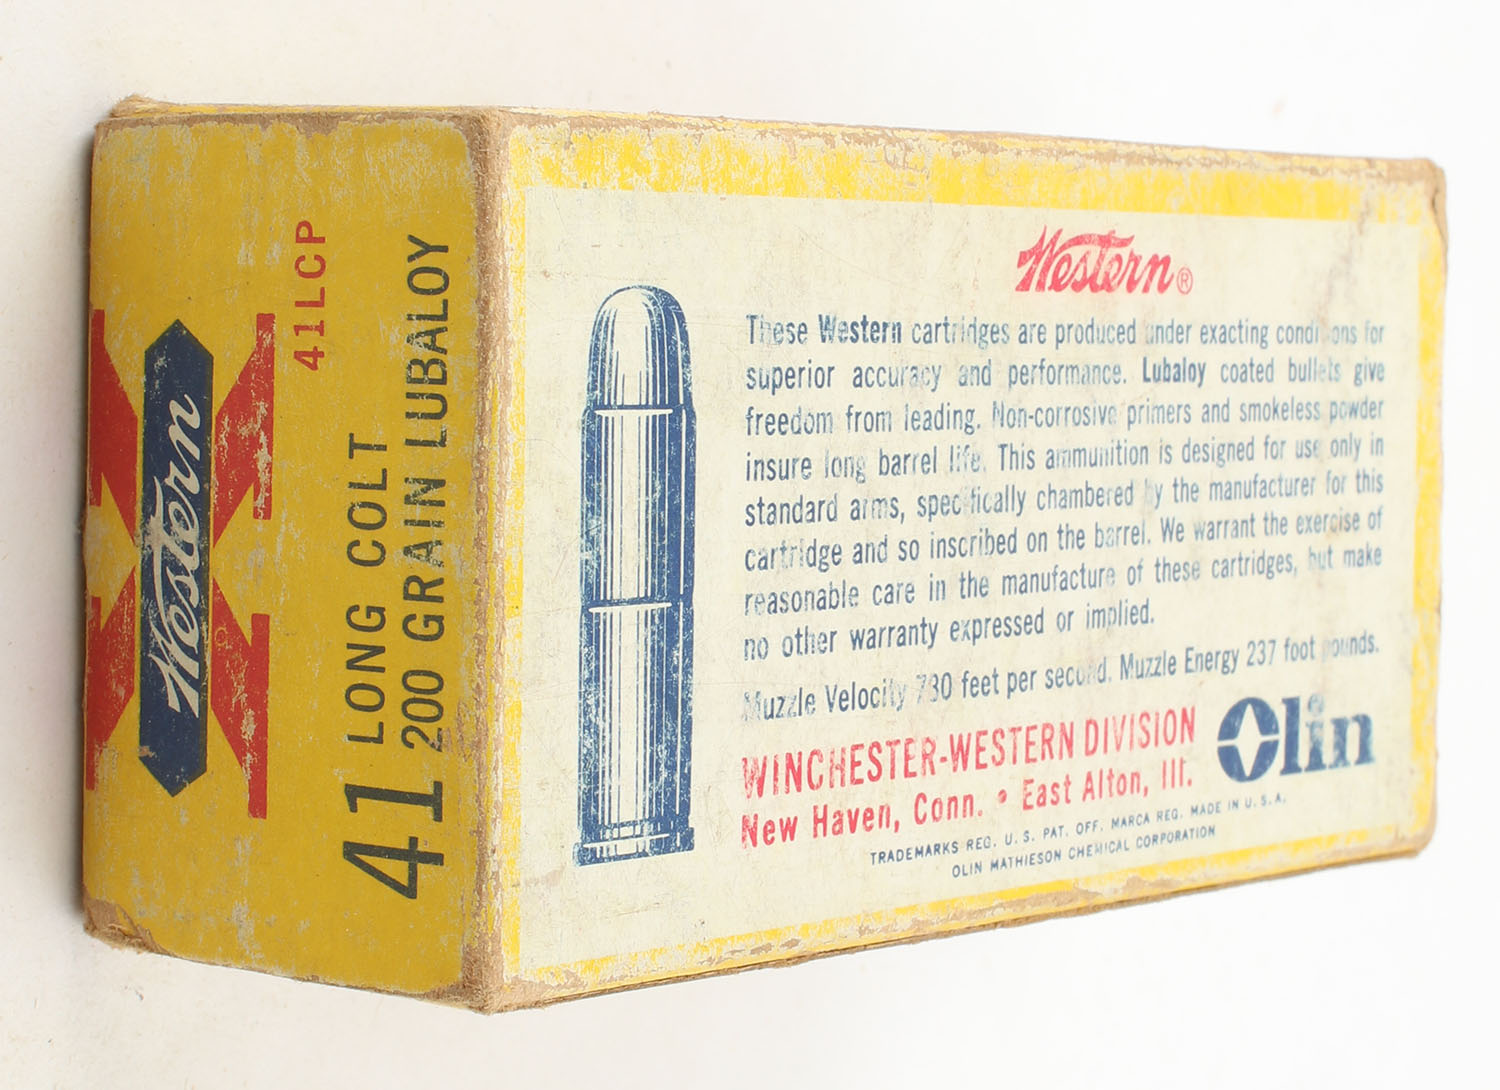 Western
41LCP
41 LONG COLT
200 GRAIN LUBALOY
Western®
These Western cartridges are produced under exacting conditions for
superior accuracy and performance. Lubaloy coated bullets give
freedom from leading. Non-corrosive primers and smokeless powder
insure long barrel life. This ammunition is designed for use only in
standard arms, specifically chambered by the manufacturer for this
cartridge and so inscribed on the barrel. We warrant the exercise of
reasonable care in the manufacture of these cartridges, but make
no other warranty expressed or implied.
Muzzle Velocity 730 feet per second. Muzzle Energy 237 foot pounds.
WINCHESTER-WESTERN DIVISION
New Haven, Conn. • East Alton, Ill.
Olin
TRADEMARKS REG. U. S. PAT. OFF. MARCA REG. MADE IN U. S. A.
OLIN MATHIESON CHEMICAL CORPORATION